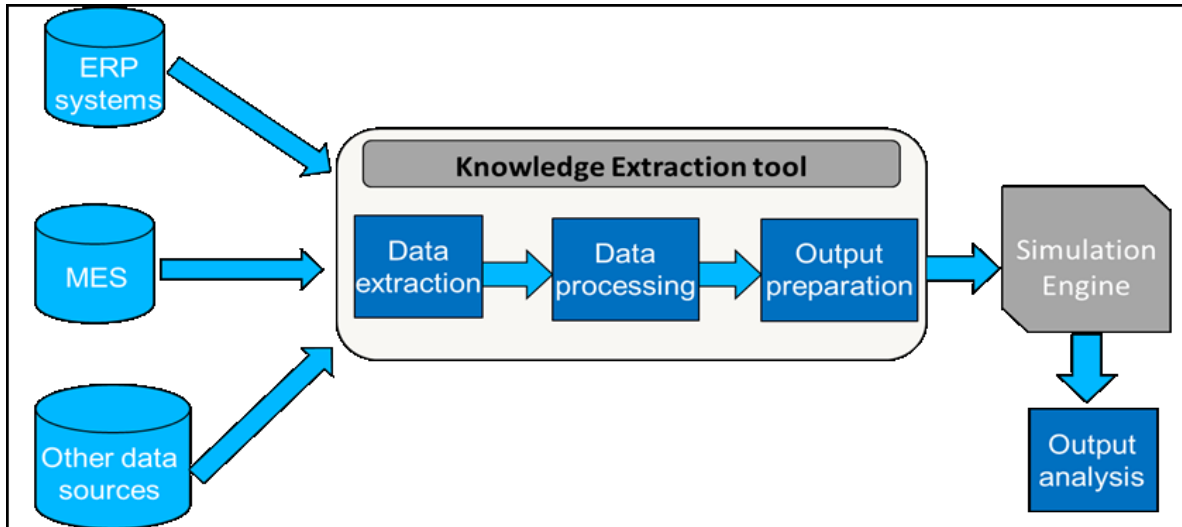 ERP
systems
MES
Other data
sources
Knowledge Extraction tool
Data
extraction
Data
processing
Output
preparation
Simulation
Engine
Output
analysis